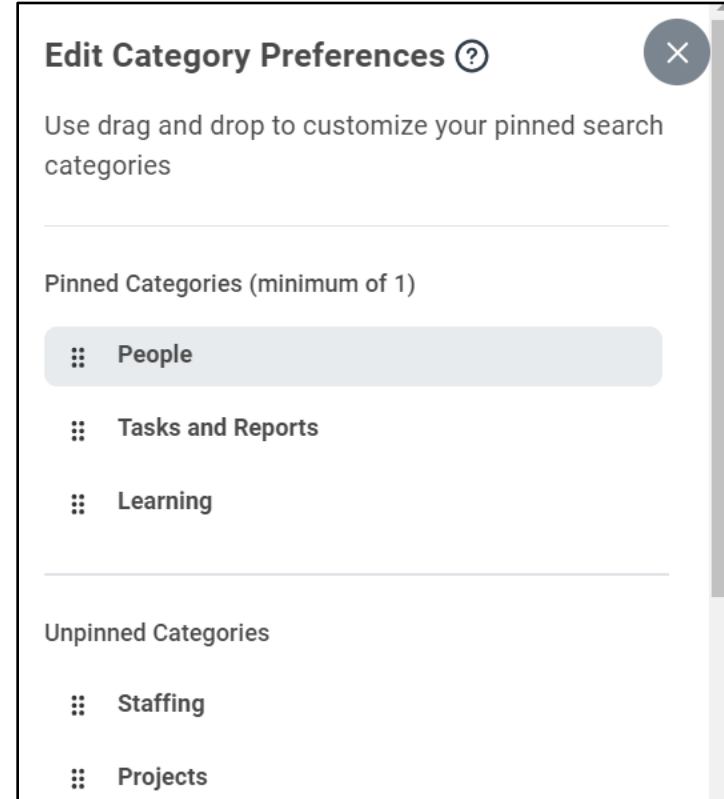 Edit Category Preferences ?
Use drag and drop to customize your pinned search
categories
Pinned Categories (minimum of 1)
People
Tasks and Reports
Learning
Unpinned Categories
Staffing
Projects